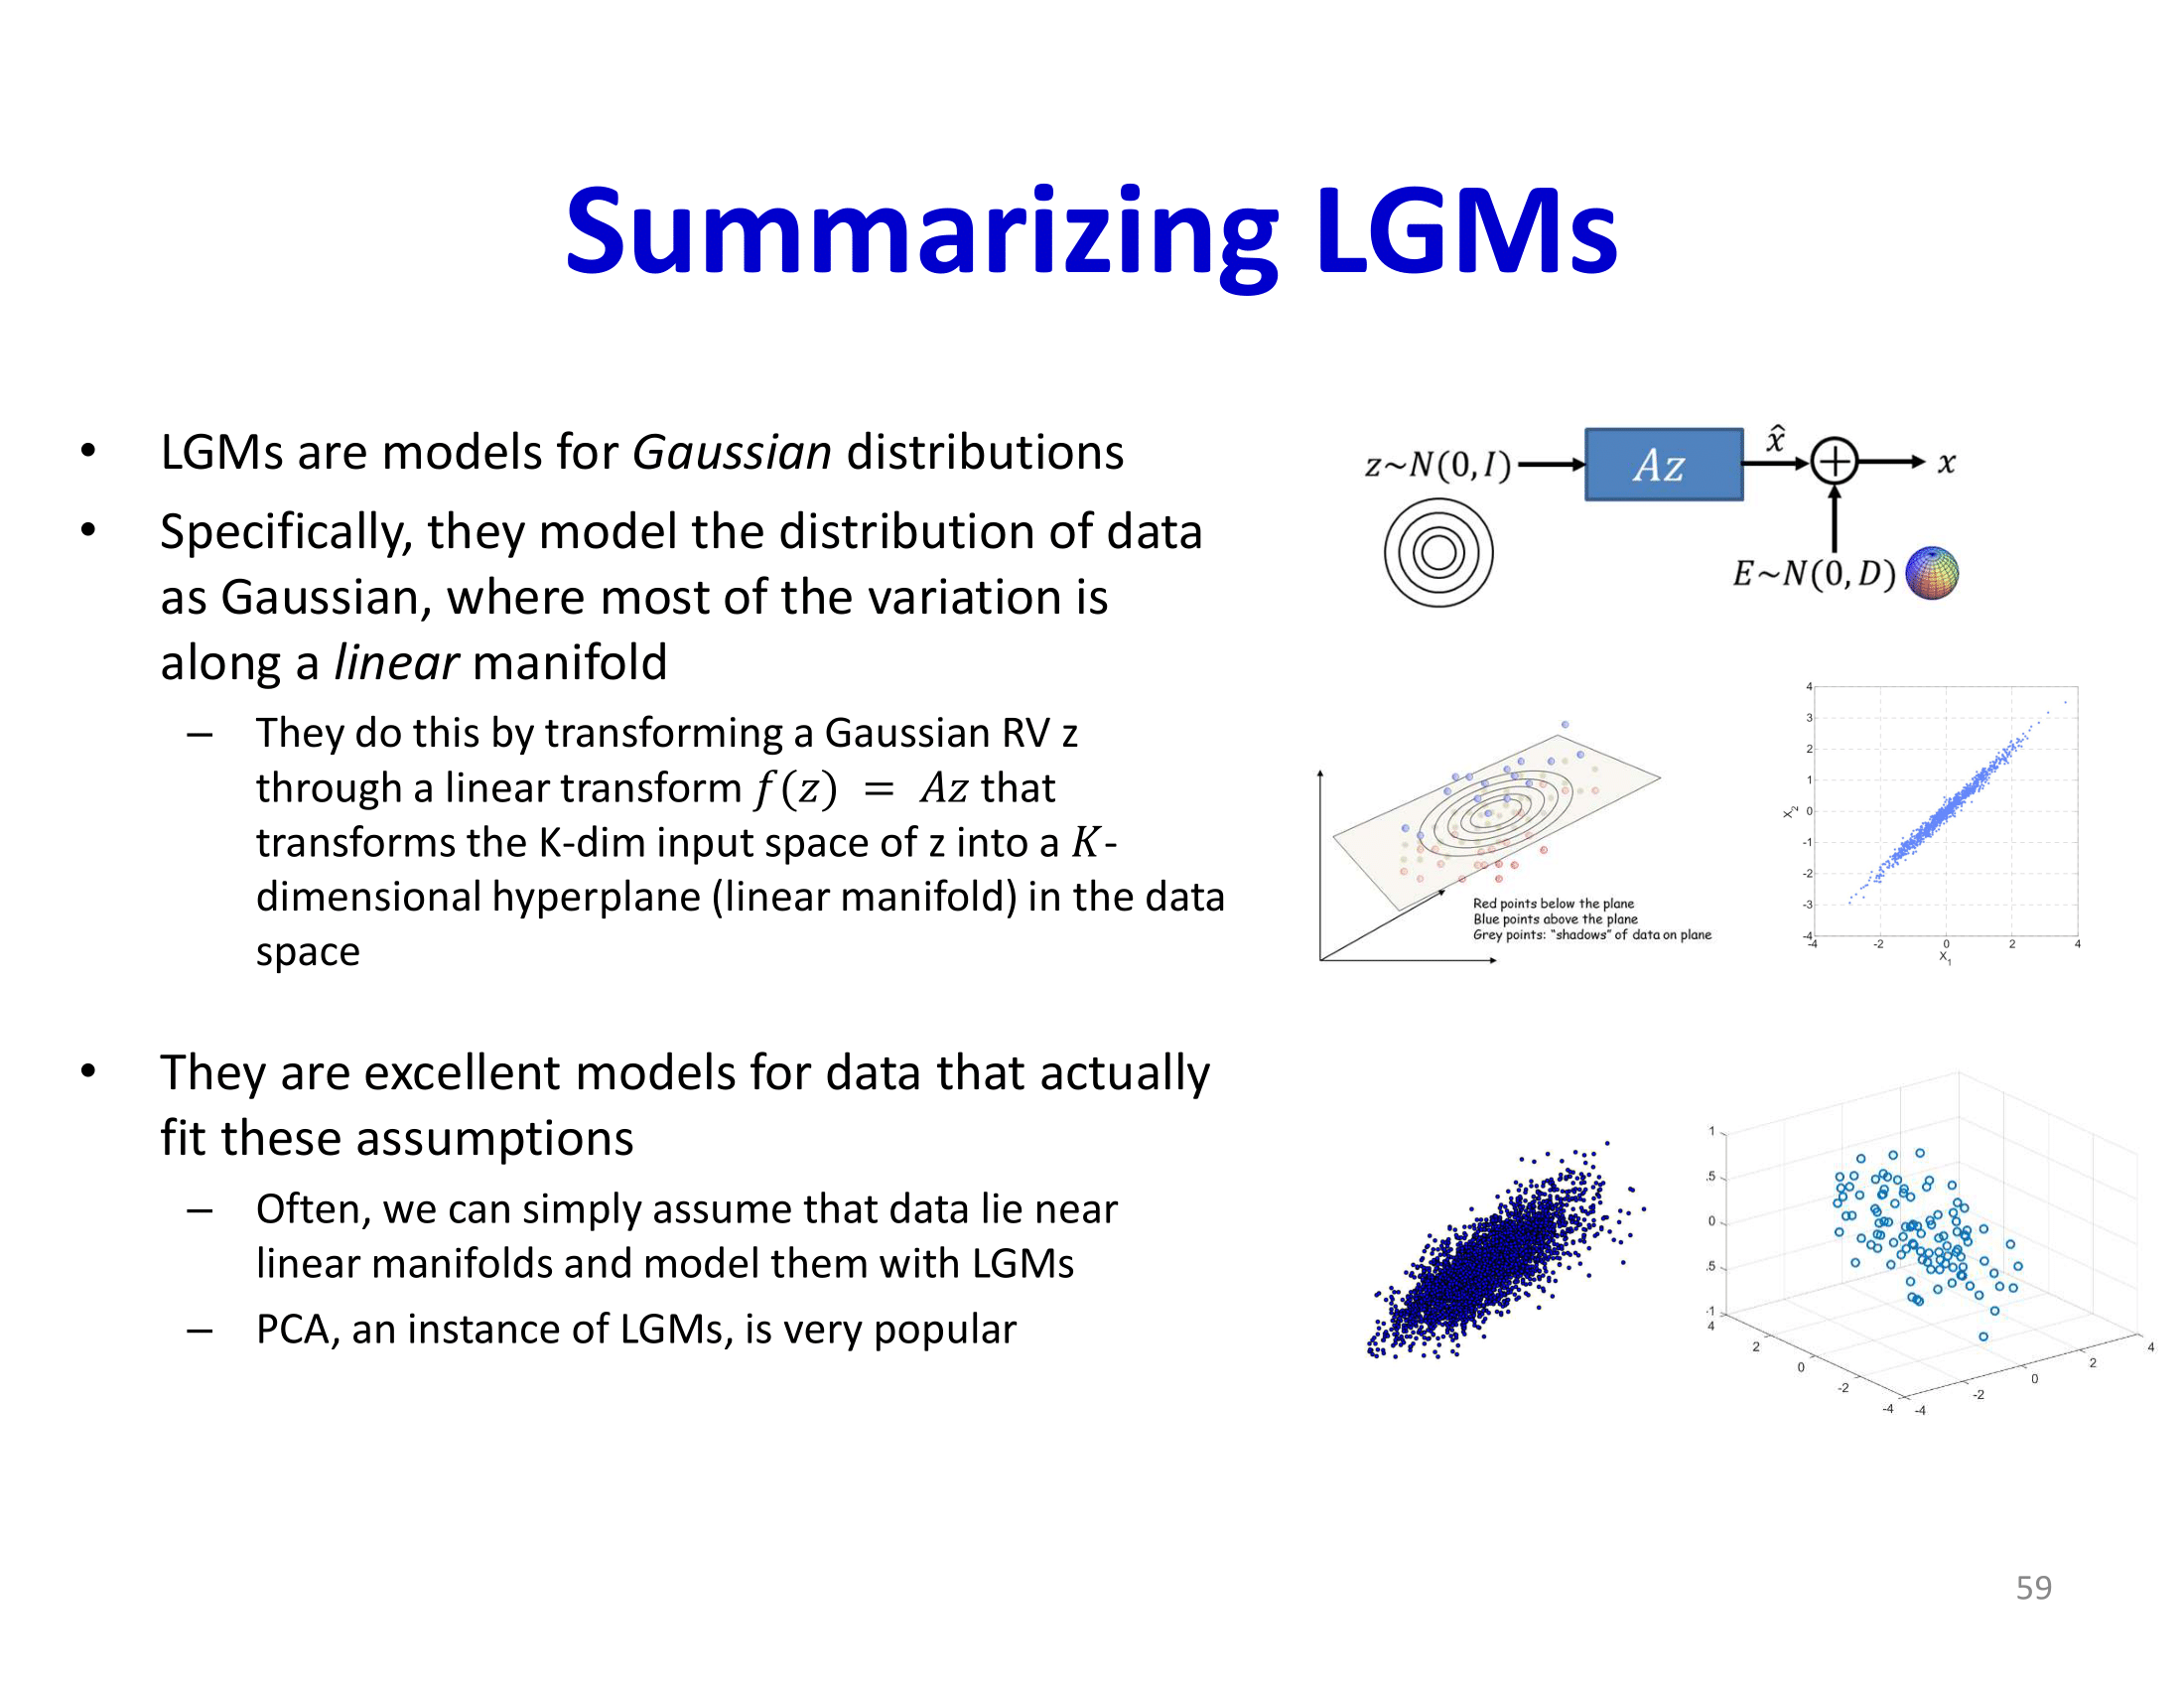 Summarizing LGMs
• LGMs are models for Gaussian distributions
• Specifically, they model the distribution of data
as Gaussian, where most of the variation is
along a linear manifold
– They do this by transforming a Gaussian RV z
through a linear transform f(z) = Az that
transforms the K-dim input space of z into a K-
dimensional hyperplane (linear manifold) in the data
space
• They are excellent models for data that actually
fit these assumptions
– Often, we can simply assume that data lie near
linear manifolds and model them with LGMs
– PCA, an instance of LGMs, is very popular
z~N(0, I)
Az
x̂
+
x
E~N(0, D)
Red points below the plane
Blue points above the plane
Grey points: "shadows" of data on plane
4
3
2
1
0
-1
-2
-3
-4
X₂
-4 -2 0 2 4
X₁
1
.5
0
.5
-1
4 2 0 -2 -4
-4 -2 0 2 4
59